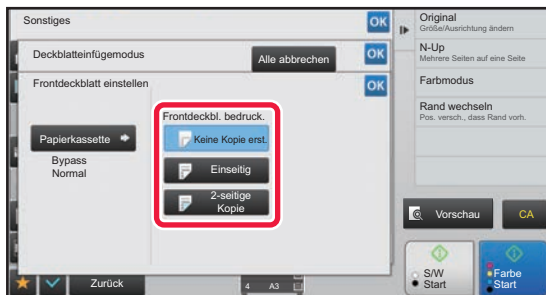 Sonstiges
OK
Deckblatteinfügemodus
Alle abbrechen
OK
Frontdeckblatt einstellen
OK
Papierkassette
Bypass
Normal
Frontdeckbl. bedruck.
Keine Kopie erst.
Einseitig
2-seitige
Kopie
Zurück
4 A3
Original
Größe/Ausrichtung ändern
N-Up
Mehrere Seiten auf eine Seite
Farbmodus
Rand wechseln
Pos. versch., dass Rand vorh.
Vorschau
CA
S/W
Start
Farbe
Start